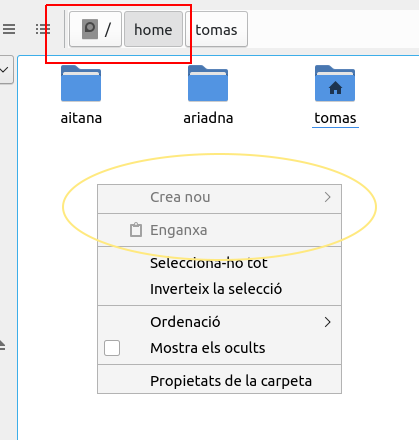 / home tomas
aitana ariadna tomas
Crea nou
Enganxa
Selecciona-ho tot
Inverteix la selecció
Ordenació
Mostra els ocults
Propietats de la carpeta